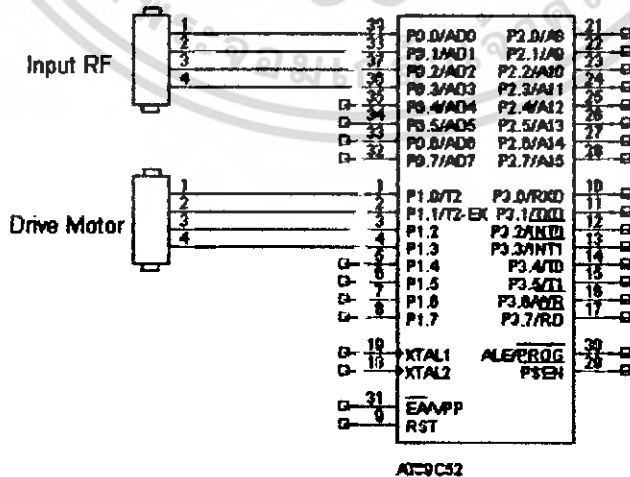 Input RF
1
2
3
4
37
36
35
34
33
32
P0.0/AD0
P0.1/AD1
P0.2/AD2
P0.3/AD3
P0.4/AD4
P0.5/AD5
P0.6/AD6
P0.7/AD7
P2.0/A8
P2.1/A9
P2.2/A10
P2.3/A11
P2.4/A12
P2.5/A13
P2.6/A14
P2.7/A15
21
22
23
24
25
26
27
28
Drive Motor
1
2
3
4
1
2
3
4
5
6
7
8
P1.0/T2
P1.1/T2-EX
P1.2
P1.3
P1.4
P1.5
P1.6
P1.7
P3.0/RXD
P3.1/TXD
P3.2/INT0
P3.3/INT1
P3.4/T0
P3.5/T1
P3.6/WR
P3.7/RD
10
11
12
13
14
15
16
17
19
18
XTAL1
XTAL2
ALE/PROG
PSEN
30
29
31
9
EA/VPP
RST
AT89C52